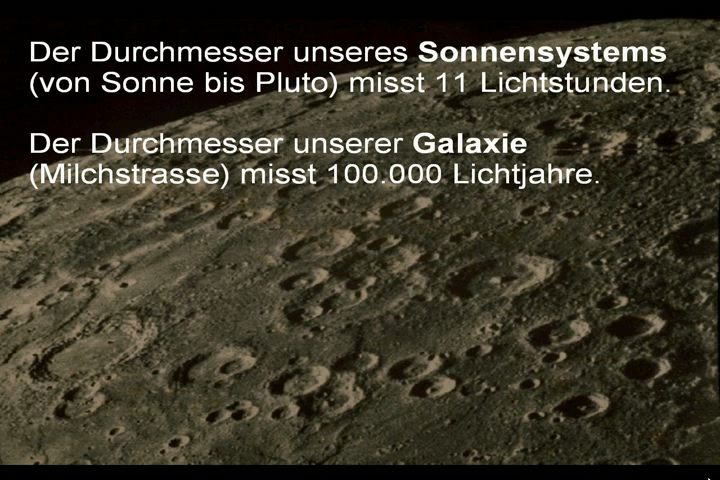 Der Durchmesser unseres Sonnensystems
(von Sonne bis Pluto) misst 11 Lichtstunden.
Der Durchmesser unserer Galaxie
(Milchstrasse) misst 100.000 Lichtjahre.